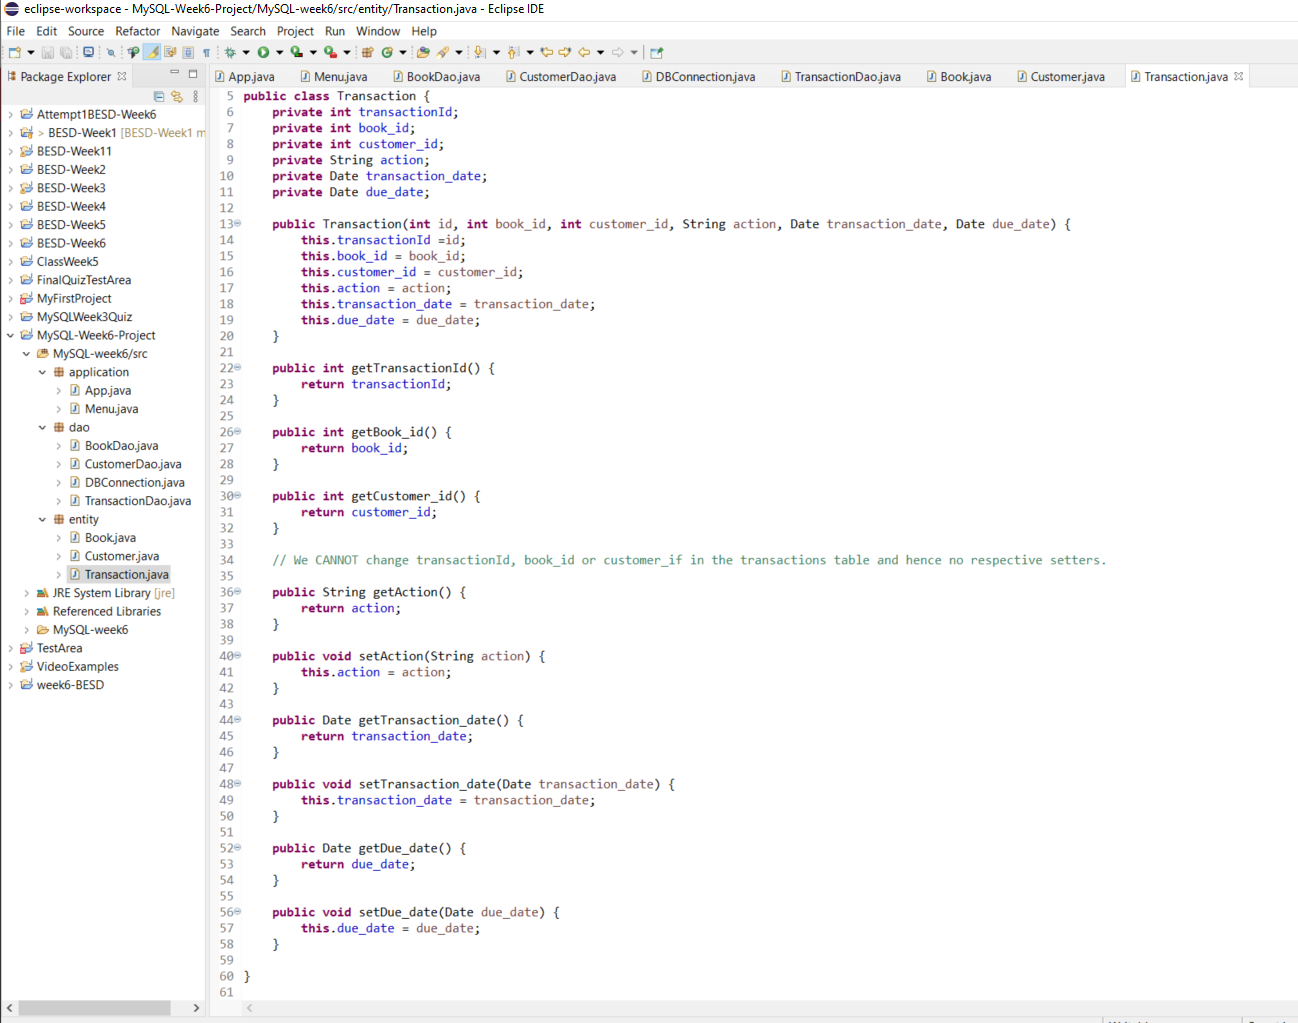 eclipse-workspace - MySQL-Week6-Project/MySQL-week6/src/entity/Transaction.java - Eclipse IDE
File Edit Source Refactor Navigate Search Project Run Window Help
Package Explorer
App.java Menu.java BookDao.java CustomerDao.java DBConnection.java TransactionDao.java Book.java Customer.java Transaction.java
Attempt1BESD-Week6
> BESD-Week1 [BESD-Week1 m
BESD-Week11
BESD-Week2
BESD-Week3
BESD-Week4
BESD-Week5
BESD-Week6
ClassWeek5
FinalQuizTestArea
MyFirstProject
MySQLWeek3Quiz
MySQL-Week6-Project
MySQL-week6/src
application
App.java
Menu.java
dao
BookDao.java
CustomerDao.java
DBConnection.java
TransactionDao.java
entity
Book.java
Customer.java
Transaction.java
JRE System Library [jre]
Referenced Libraries
MySQL-week6
TestArea
VideoExamples
week6-BESD
5 public class Transaction {
6 private int transactionId;
7 private int book_id;
8 private int customer_id;
9 private String action;
10 private Date transaction_date;
11 private Date due_date;
12
13 public Transaction(int id, int book_id, int customer_id, String action, Date transaction_date, Date due_date) {
14 this.transactionId =id;
15 this.book_id = book_id;
16 this.customer_id = customer_id;
17 this.action = action;
18 this.transaction_date = transaction_date;
19 this.due_date = due_date;
20 }
21
22 public int getTransactionId() {
23 return transactionId;
24 }
25
26 public int getBook_id() {
27 return book_id;
28 }
29
30 public int getCustomer_id() {
31 return customer_id;
32 }
33
34 // We CANNOT change transactionId, book_id or customer_if in the transactions table and hence no respective setters.
35
36 public String getAction() {
37 return action;
38 }
39
40 public void setAction(String action) {
41 this.action = action;
42 }
43
44 public Date getTransaction_date() {
45 return transaction_date;
46 }
47
48 public void setTransaction_date(Date transaction_date) {
49 this.transaction_date = transaction_date;
50 }
51
52 public Date getDue_date() {
53 return due_date;
54 }
55
56 public void setDue_date(Date due_date) {
57 this.due_date = due_date;
58 }
59
60 }
61